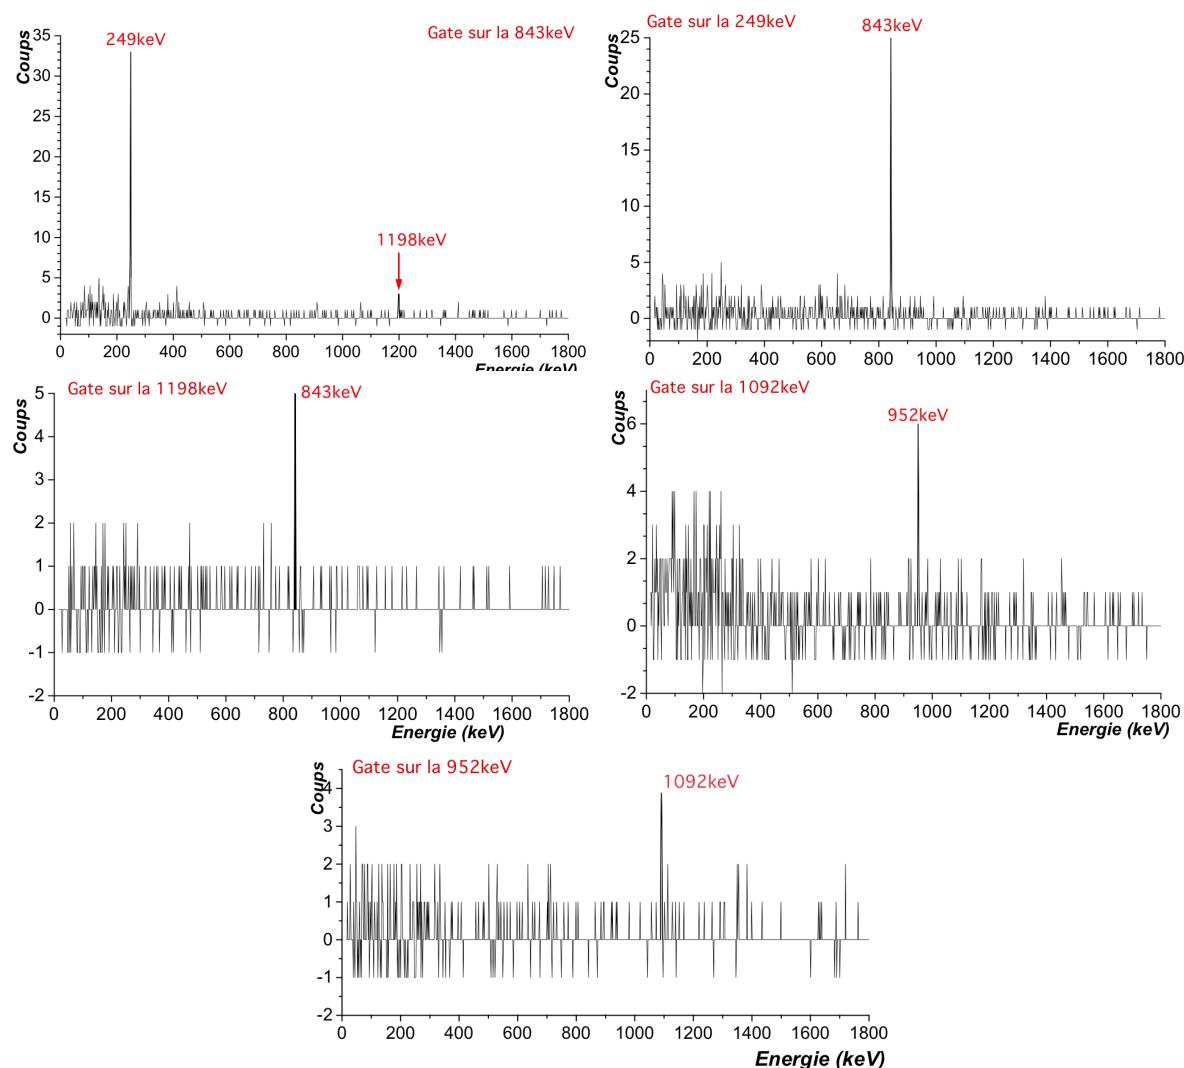 Gate sur la 843keV
249keV
1198keV
Coups
35
30
25
20
15
10
5
0
0 200 400 600 800 1000 1200 1400 1600 1800
Energie (keV)
Gate sur la 249keV
843keV
Coups
25
20
15
10
5
0
0 200 400 600 800 1000 1200 1400 1600 1800
Gate sur la 1198keV
843keV
Coups
5
4
3
2
1
0
-1
-2
0 200 400 600 800 1000 1200 1400 1600 1800
Energie (keV)
Gate sur la 1092keV
952keV
Coups
6
4
2
0
-2
0 200 400 600 800 1000 1200 1400 1600 1800
Energie (keV)
Gate sur la 952keV
1092keV
Coups
4
3
2
1
0
-1
-2
0 200 400 600 800 1000 1200 1400 1600 1800
Energie (keV)